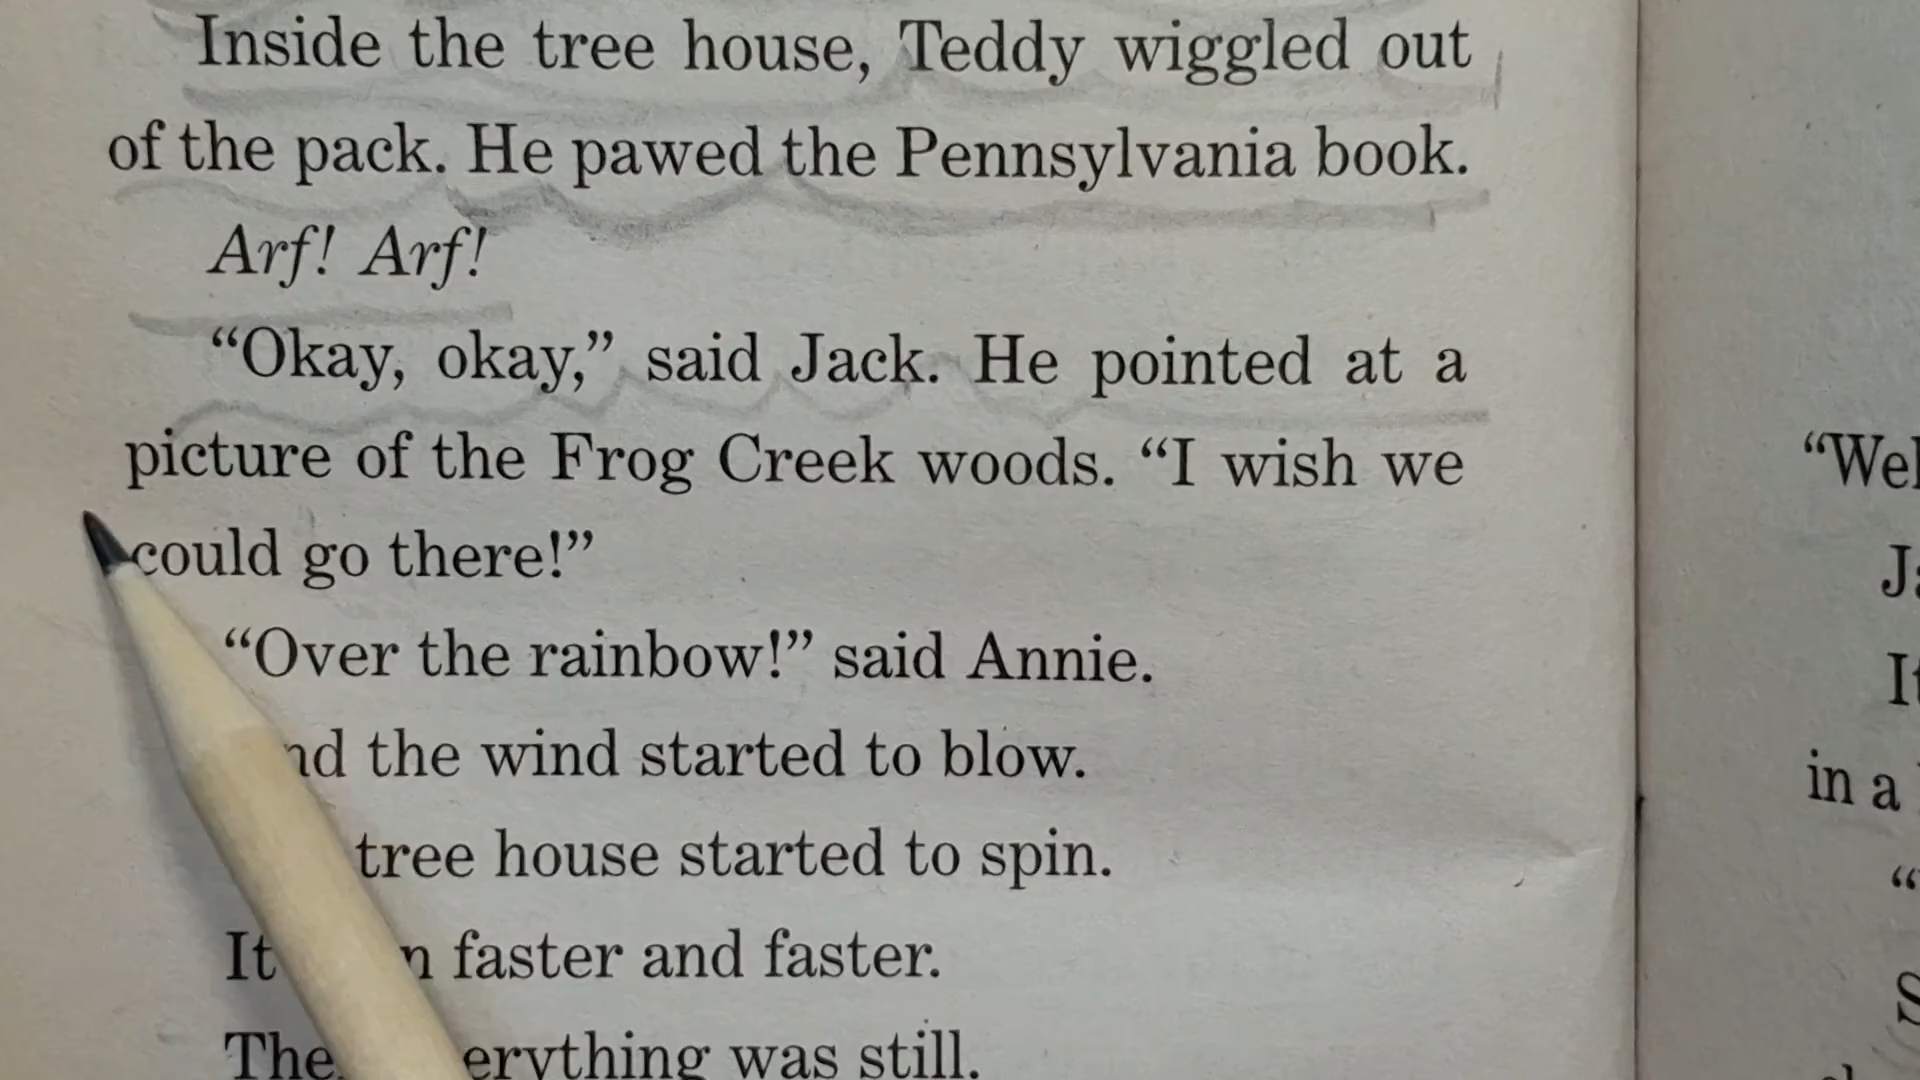 Inside the tree house, Teddy wiggled out
of the pack. He pawed the Pennsylvania book.
Arf! Arf!
“Okay, okay,” said Jack. He pointed at a
picture of the Frog Creek woods. “I wish we
could go there!”
“Over the rainbow!” said Annie.
the wind started to blow.
tree house started to spin.
It faster and faster.
was still.
in a